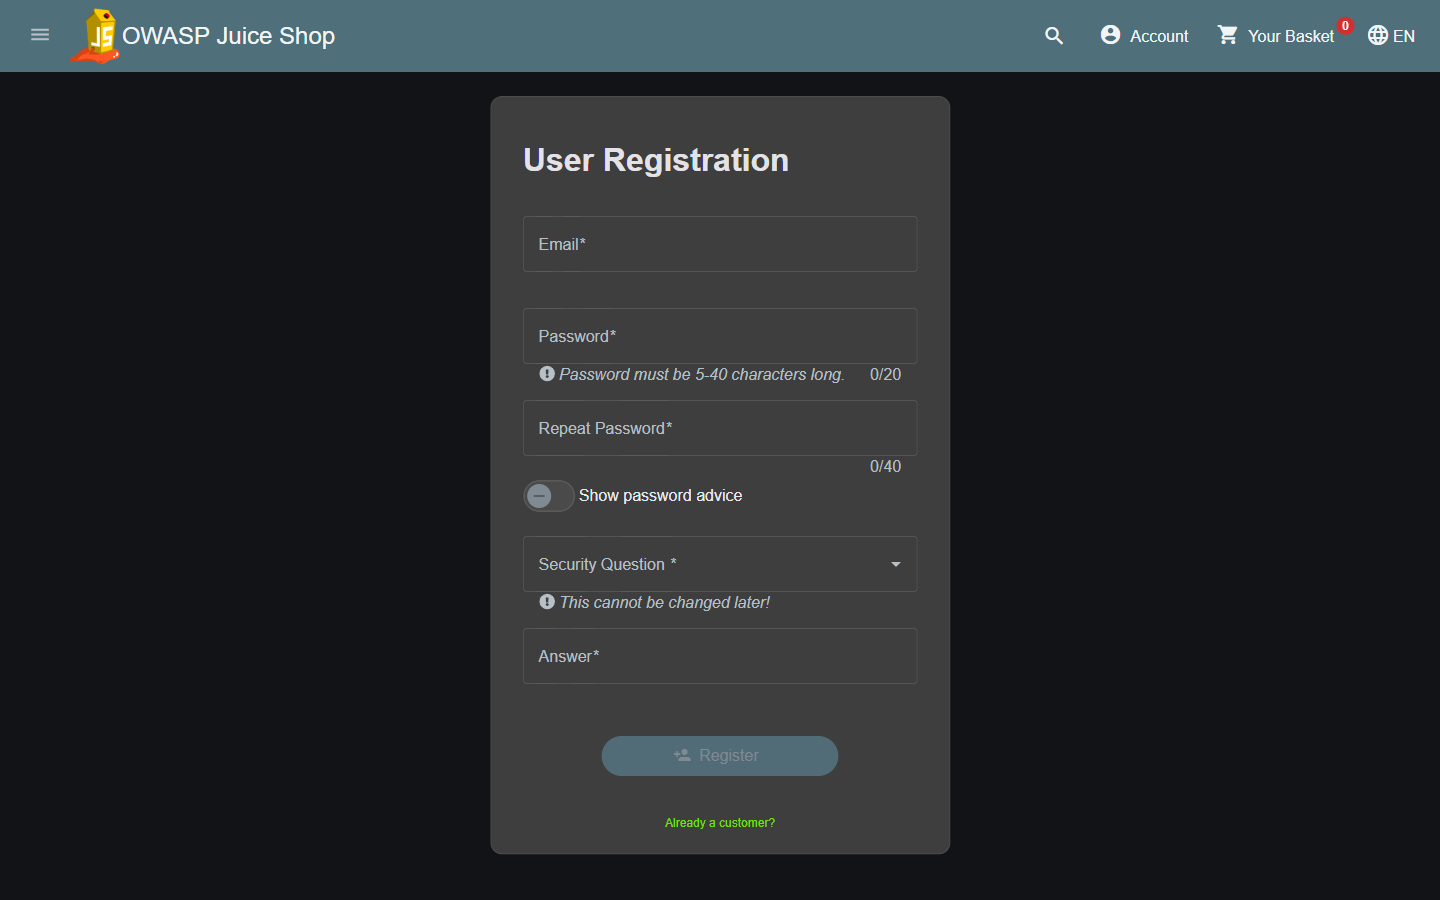 JS OWASP Juice Shop Account Your Basket 0 EN
User Registration
Email*
Password*
Password must be 5-40 characters long. 0/20
Repeat Password*
0/40
Show password advice
Security Question *
This cannot be changed later!
Answer*
Register
Already a customer?